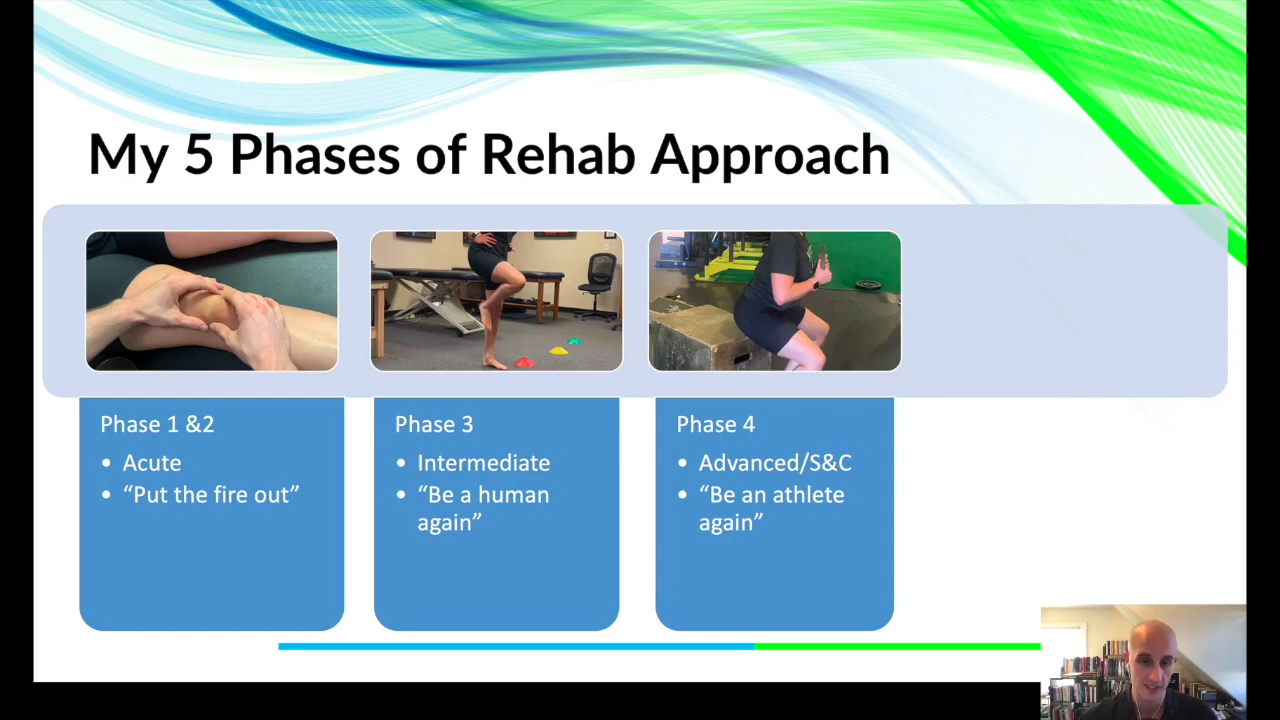 My 5 Phases of Rehab Approach
Phase 1 &2
• Acute
• “Put the fire out”
Phase 3
• Intermediate
• “Be a human
again”
Phase 4
• Advanced/S&C
• “Be an athlete
again”